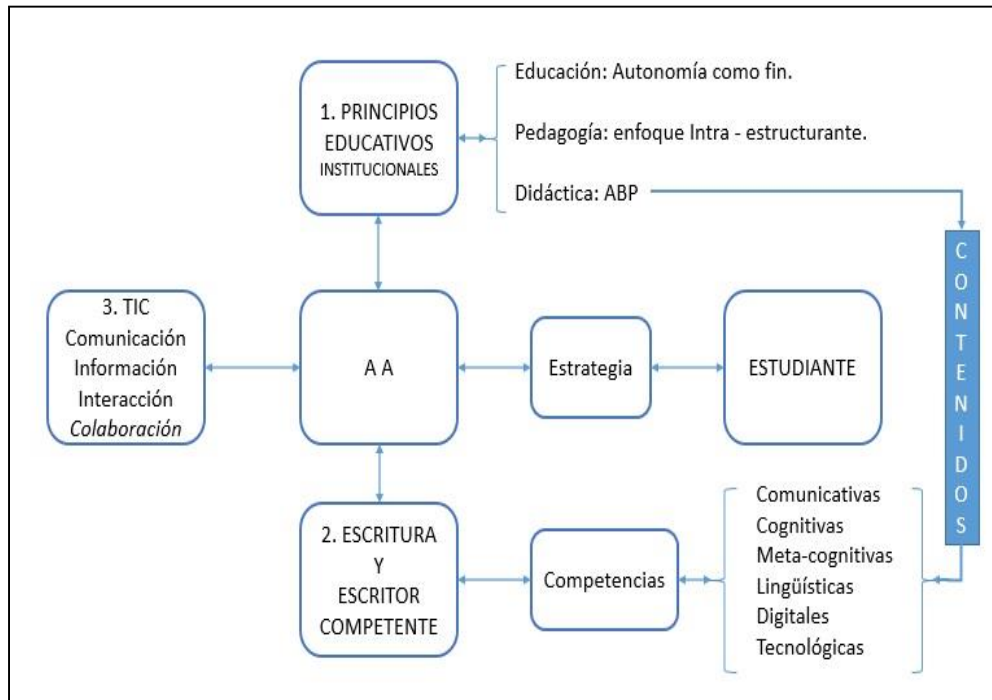 1. PRINCIPIOS
EDUCATIVOS
INSTITUCIONALES
Educación: Autonomía como fin.
Pedagogía: enfoque Intra - estructurante.
Didáctica: ABP
3. TIC
Comunicación
Información
Interacción
Colaboración
A A
Estrategia
ESTUDIANTE
CONTENIDOS
2. ESCRITURA
Y
ESCRITOR
COMPETENTE
Competencias
Comunicativas
Cognitivas
Meta-cognitivas
Lingüísticas
Digitales
Tecnológicas